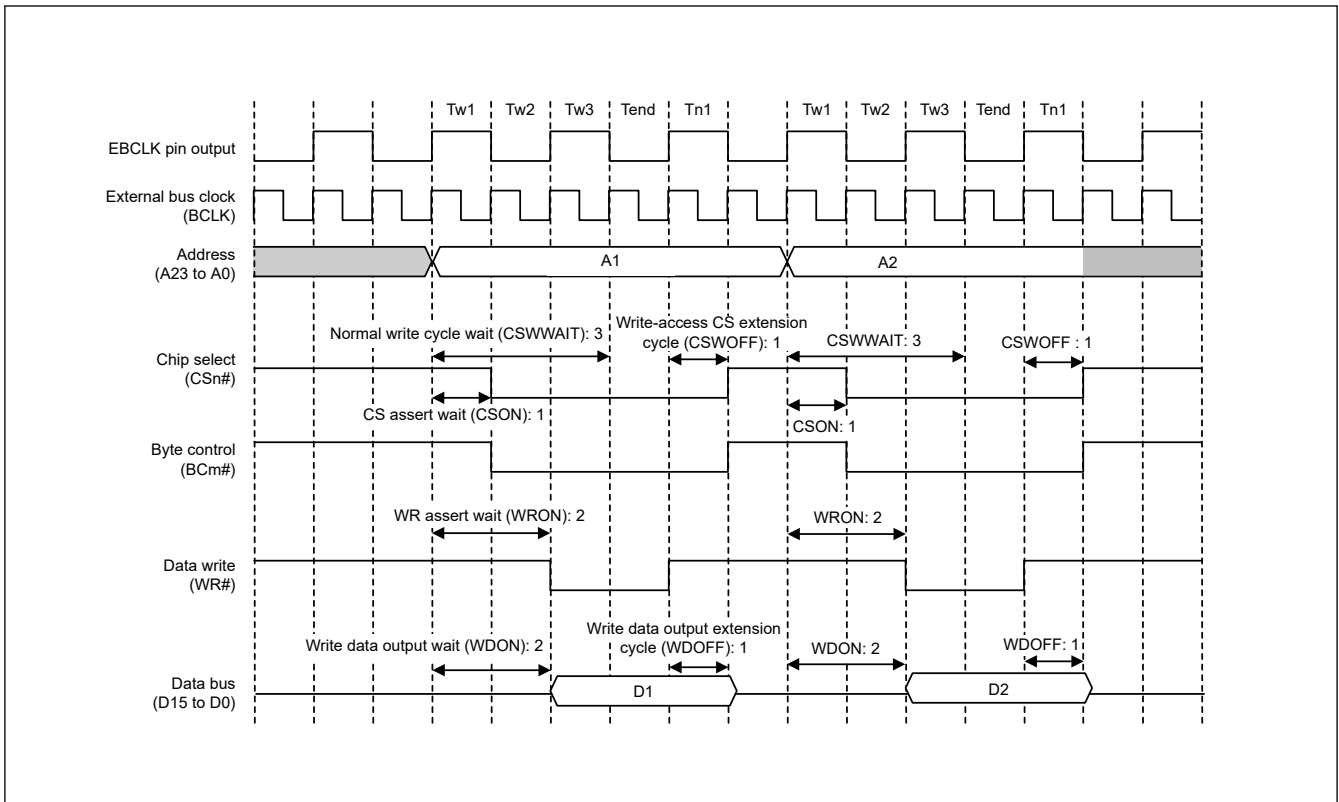 Tw1 Tw2 Tw3 Tend Tn1 Tw1 Tw2 Tw3 Tend Tn1
EBCLK pin output
External bus clock
(BCLK)
Address
(A23 to A0)
A1 A2
Normal write cycle wait (CSWWAIT): 3
Write-access CS extension
cycle (CSWOFF): 1
CSWWAIT: 3
CSWOFF : 1
Chip select
(CSn#)
CS assert wait (CSON): 1
CSON: 1
Byte control
(BCm#)
WR assert wait (WRON): 2
WRON: 2
Data write
(WR#)
Write data output wait (WDON): 2
Write data output extension
cycle (WDOFF): 1
WDON: 2
WDOFF: 1
Data bus
(D15 to D0)
D1 D2